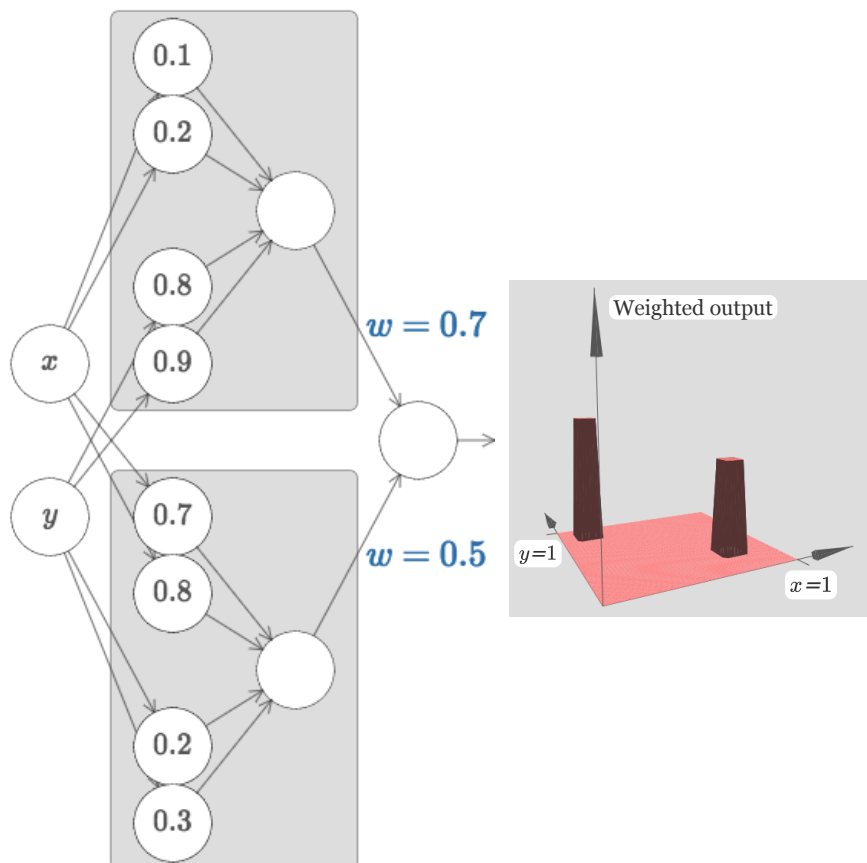 0.1
0.2
0.8
0.9
x
w = 0.7
y
0.7
0.8
w = 0.5
0.2
0.3
Weighted output
y=1
x=1